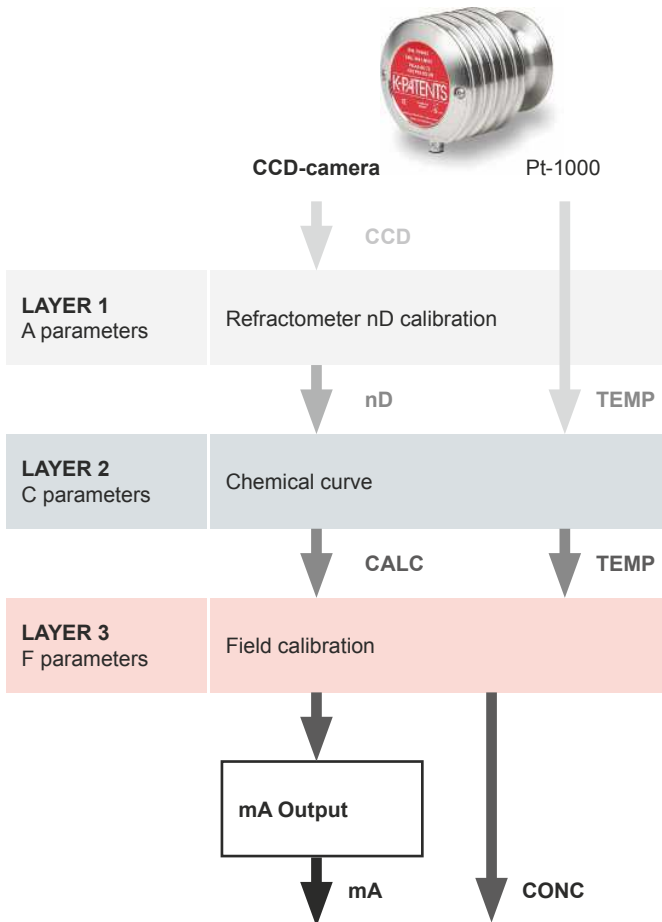 K-PATENTS
CCD-camera
Pt-1000
CCD
LAYER 1
A parameters
Refractometer nD calibration
nD
TEMP
LAYER 2
C parameters
Chemical curve
CALC
TEMP
LAYER 3
F parameters
Field calibration
mA Output
mA
CONC